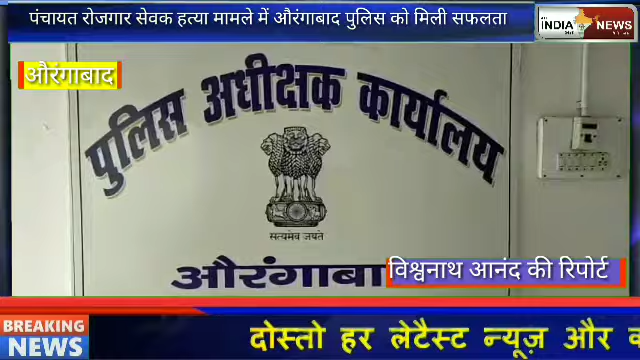 पंचायत रोजगार सेवक हत्या मामले में औरंगाबाद पुलिस को मिली सफलता
INDIA NEWS
औरंगाबाद
पुलिस अधीक्षक कार्यालय
सत्यमेव जयते
औरंगाबा
विश्वनाथ आनंद की रिपोर्ट
BREAKING
NEWS
दोस्तो हर लेटैस्ट न्यूज़ और